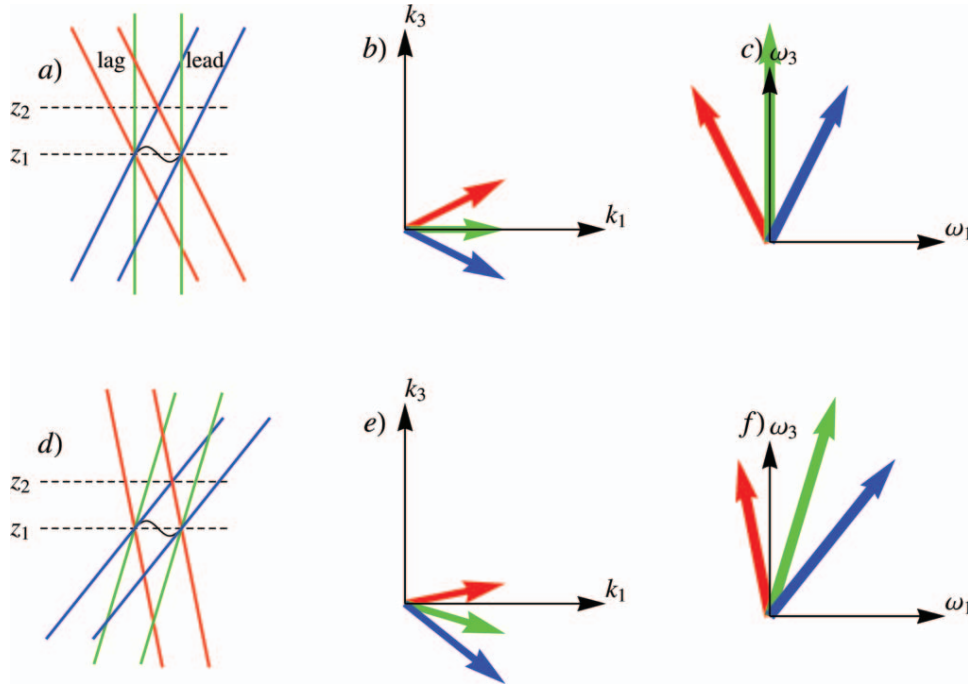 a)
lag
lead
z2
z1
b)
k3
k1
c)
ω3
ω1
d)
z2
z1
e)
k3
k1
f)
ω3
ω1